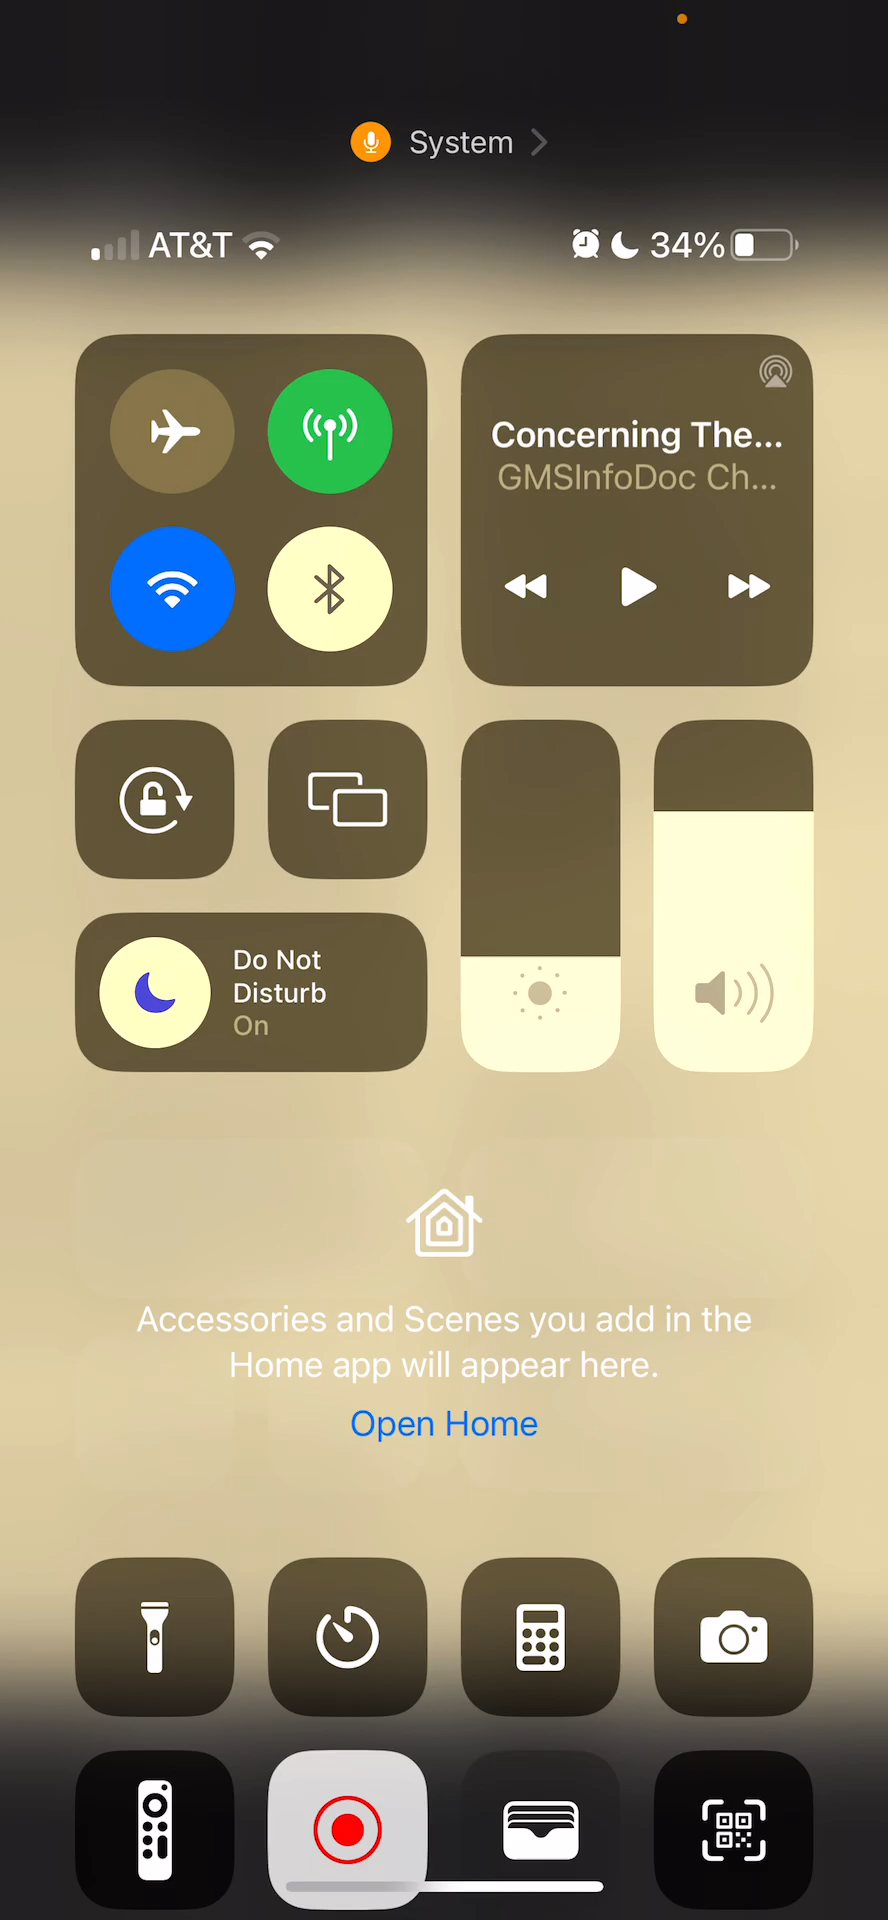 System
AT&T 34%
Concerning The...
GMSInfoDoc Ch...
Do Not
Disturb
On
Accessories and Scenes you add in the
Home app will appear here.
Open Home